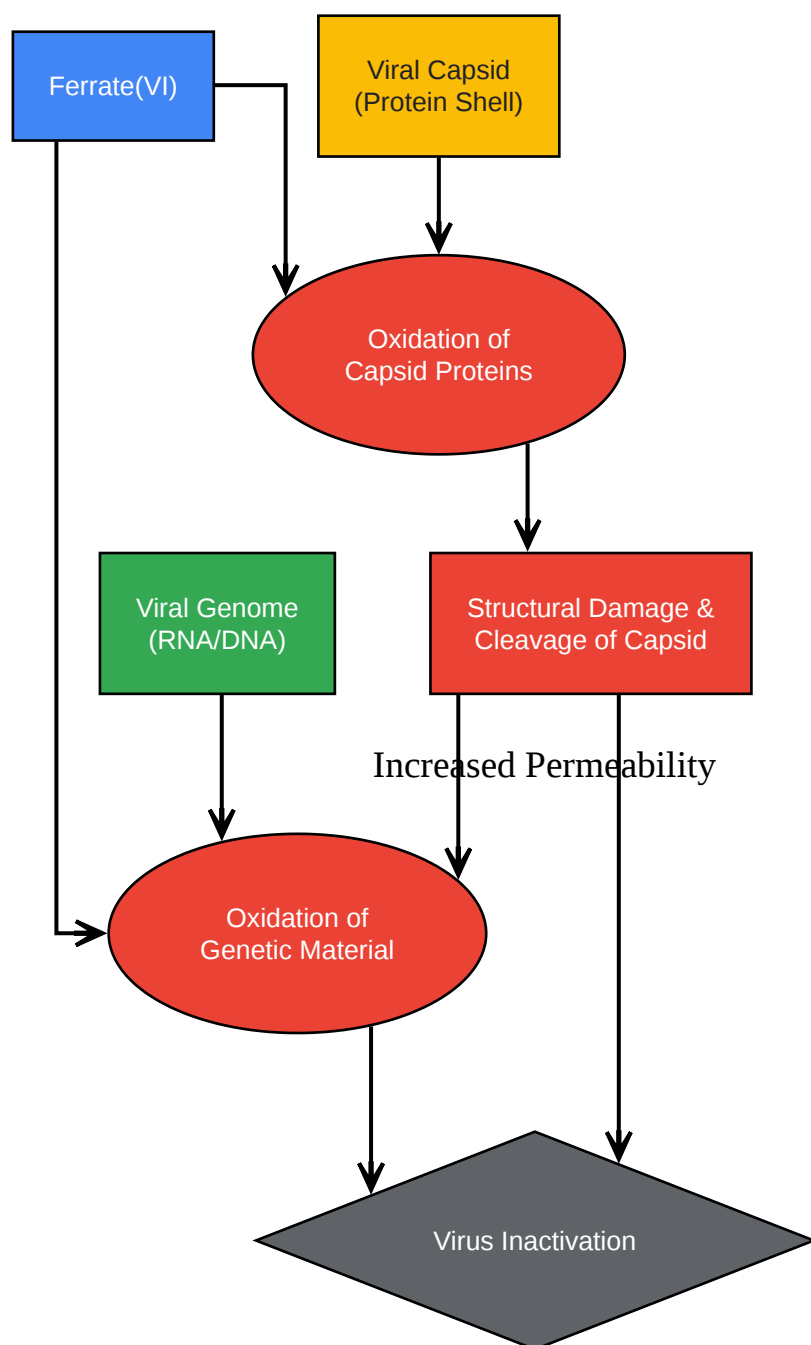 Ferrate(VI)
Viral Capsid
(Protein Shell)
Oxidation of
Capsid Proteins
Viral Genome
(RNA/DNA)
Structural Damage &
Cleavage of Capsid
Increased Permeability
Oxidation of
Genetic Material
Virus Inactivation